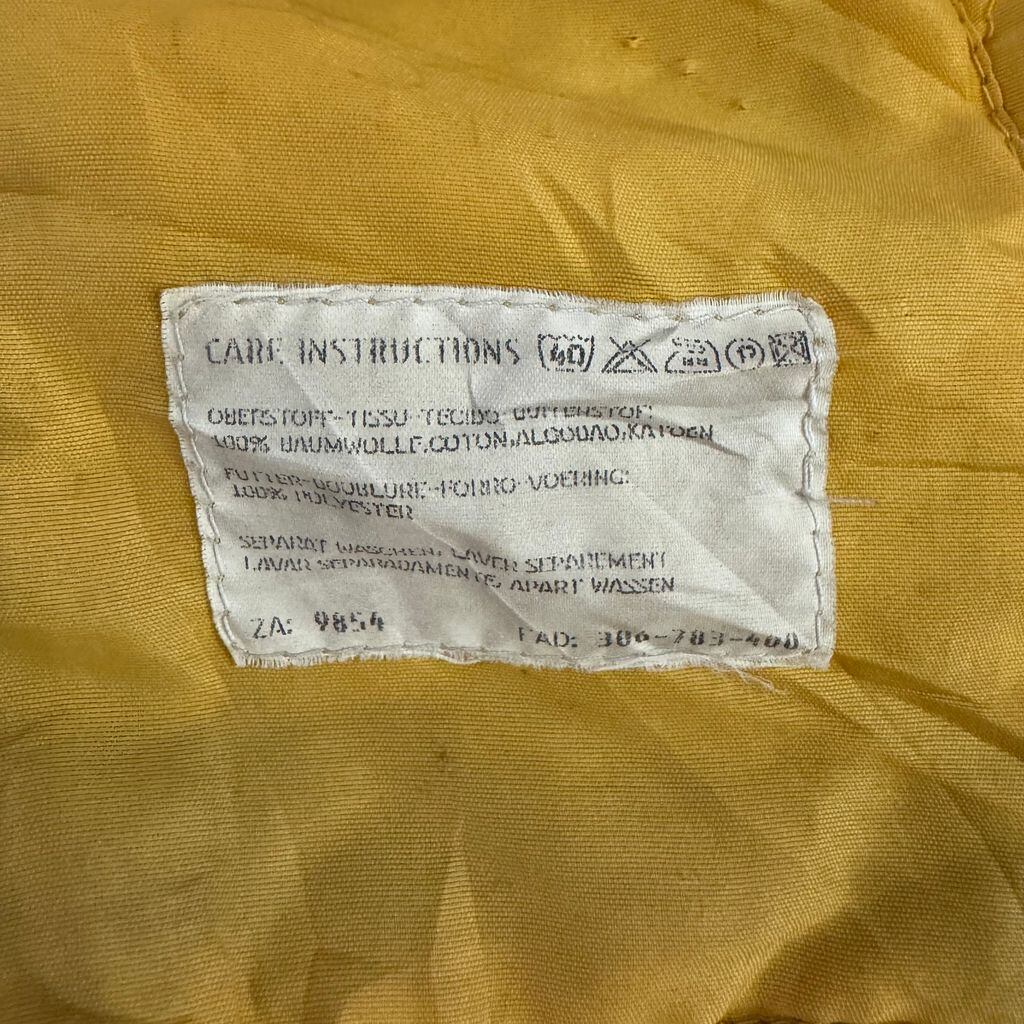 CARE INSTRUCTIONS 40 P
OBERSTOFF-TISSU-TECIDO-BUITENSTOF:
100% BAUMWOLLE,COTON,ALGODAO,KATOEN
FUTTER-DOUBLURE-FORRO-VOERING:
100% POLYESTER
SEPARAT WASCHEN, LAVER SEPAREMENT
LAVAR SEPARADAMENTE, APART WASSEN
ZA: 9854 FAD: 306-783-400